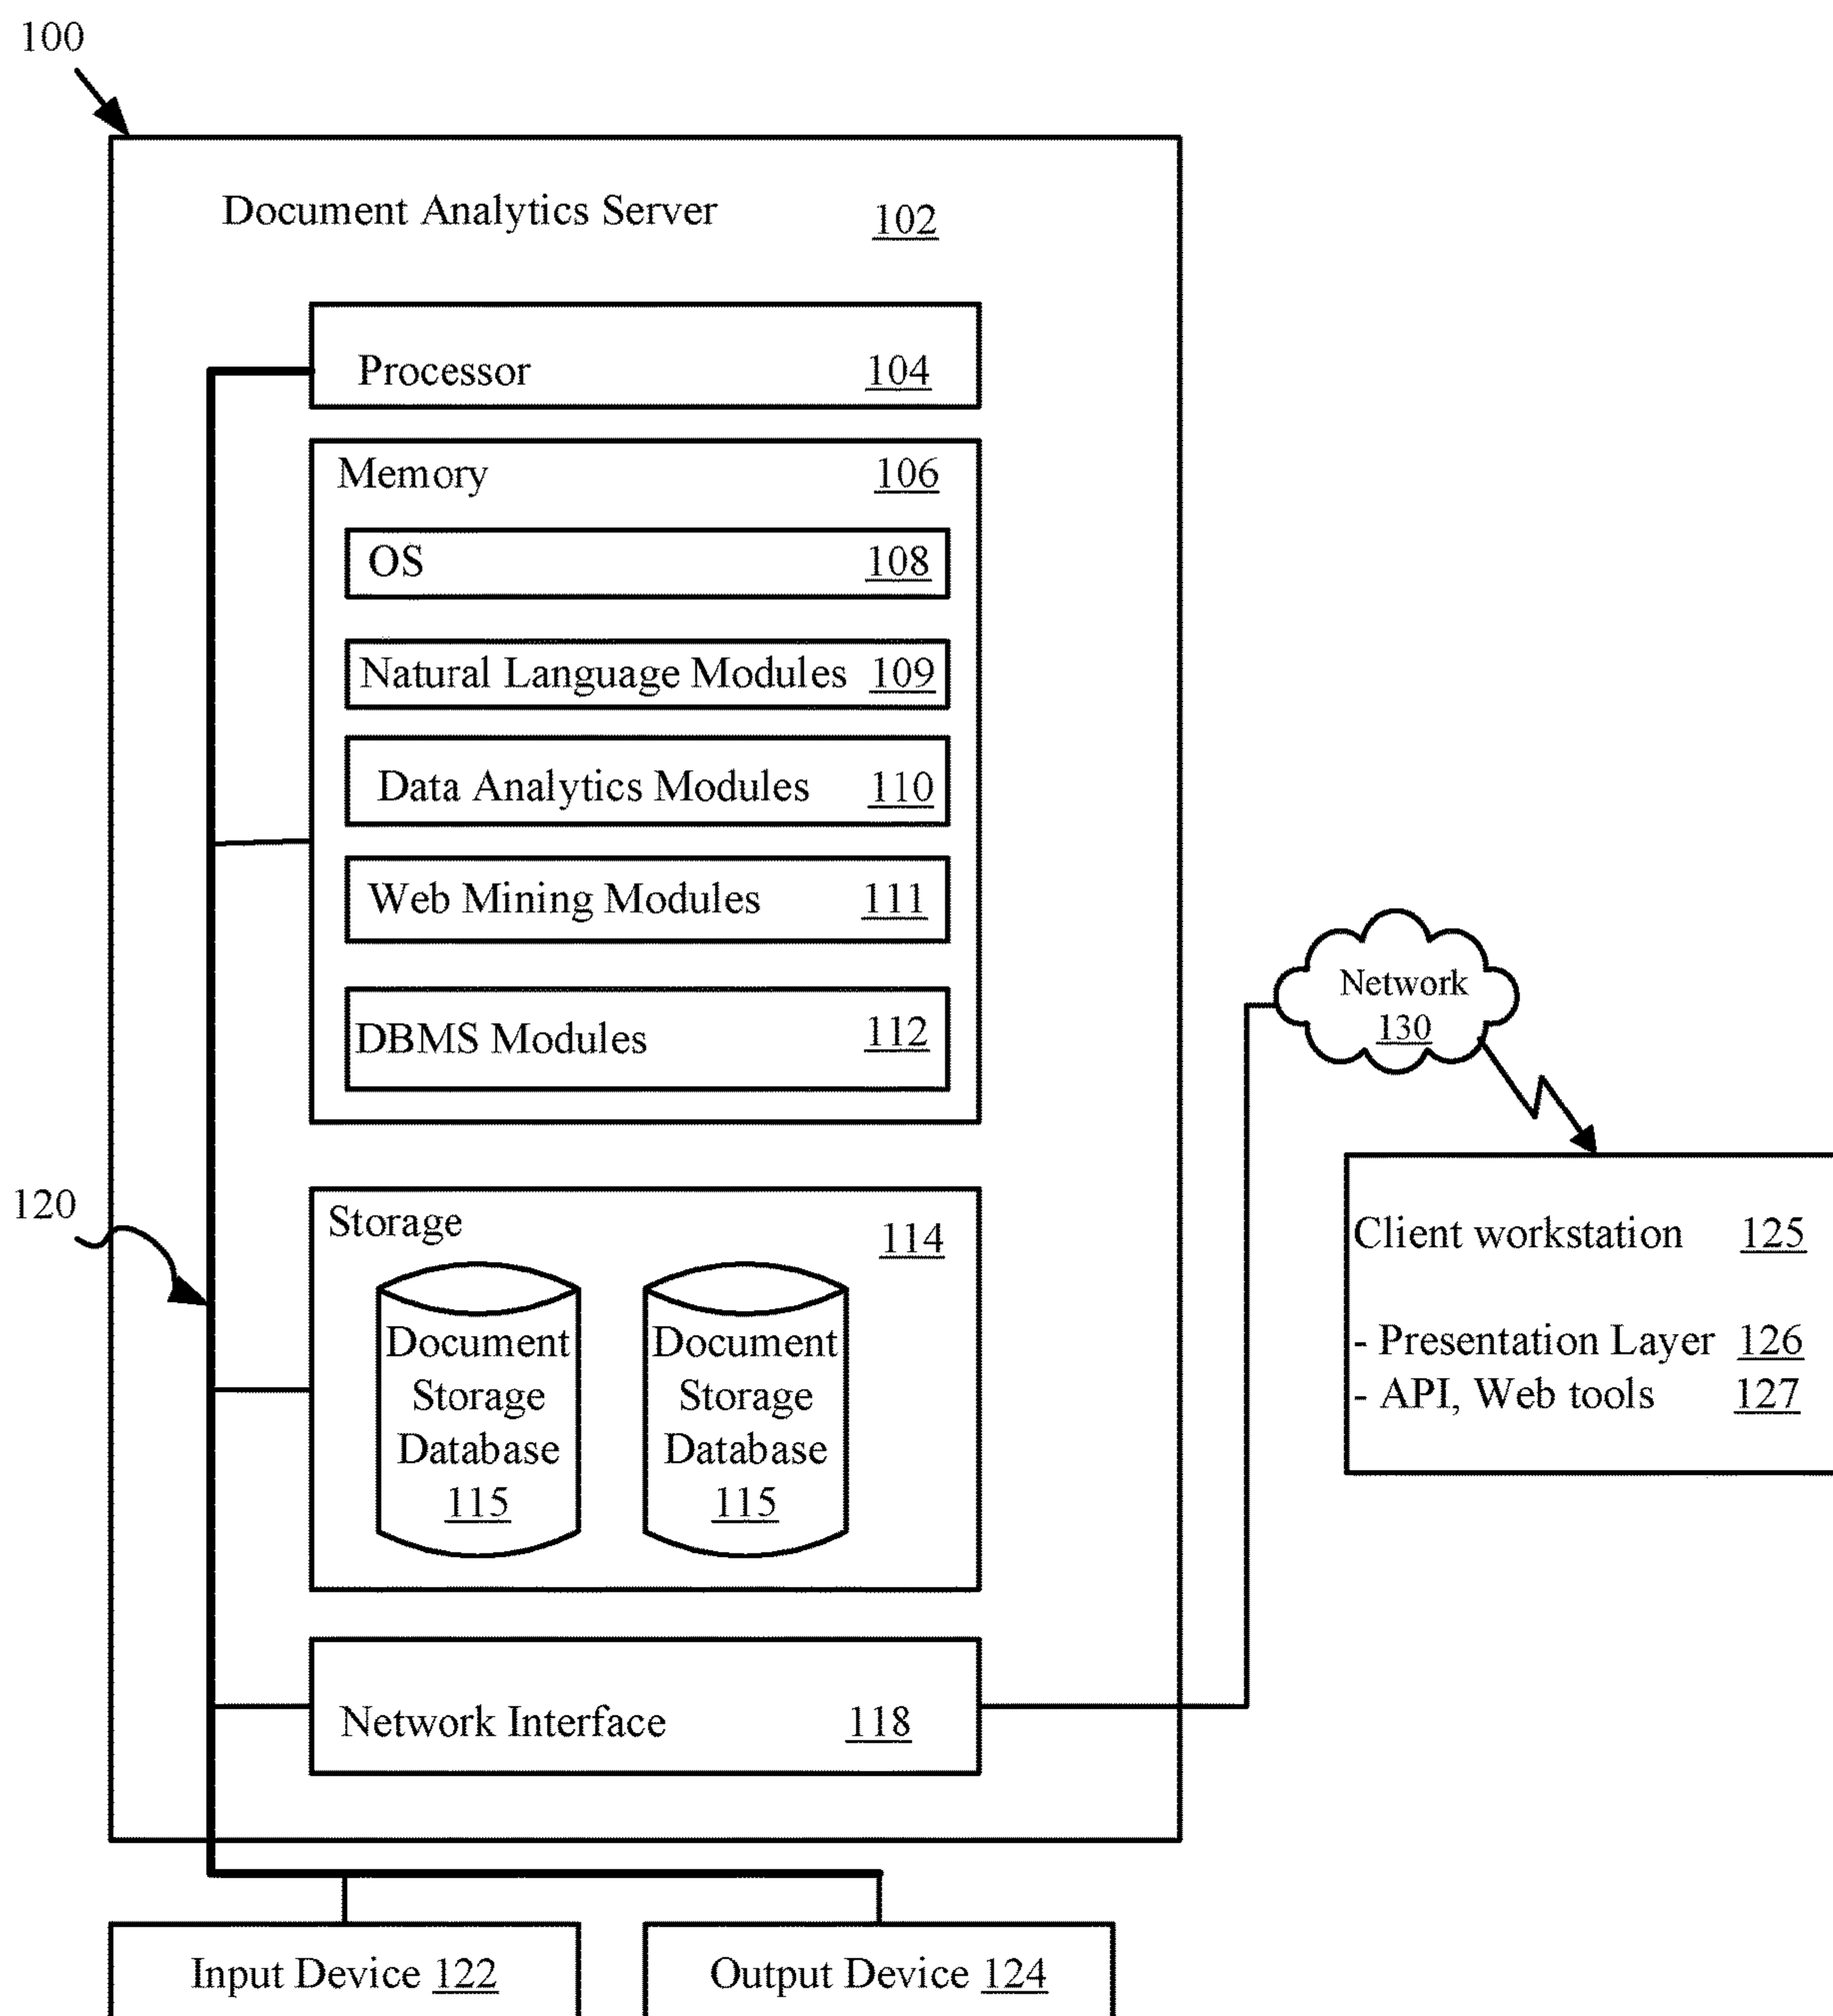 100
Document Analytics Server 102
Processor 104
Memory 106
OS 108
Natural Language Modules 109
Data Analytics Modules 110
Web Mining Modules 111
DBMS Modules 112
Network
130
120
Storage 114
Document
Storage
Database
115
Document
Storage
Database
115
Client workstation 125
- Presentation Layer 126
- API, Web tools 127
Network Interface 118
Input Device 122
Output Device 124